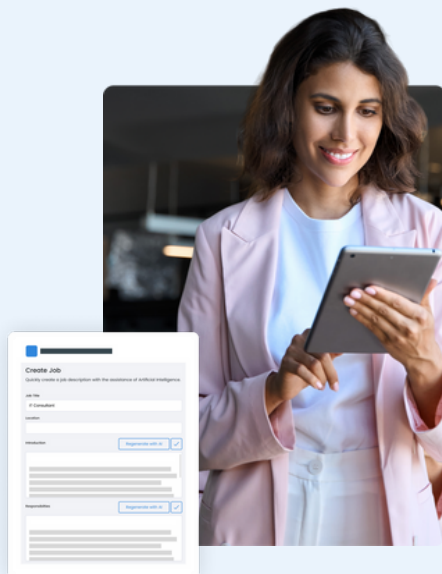 Create Job
Quickly create a job description with the assistance of Artificial Intelligence
Job Title
IT Consultant
Location
Introduction
Regenerate with AI
Responsibilities
Regenerate with AI